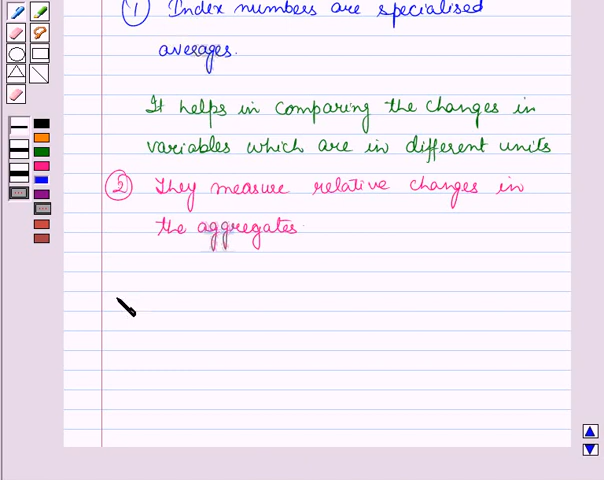 ① Index numbers are specialised
averages.
It helps in comparing the changes in
variables which are in different units
② They measure relative changes in
the aggregates.